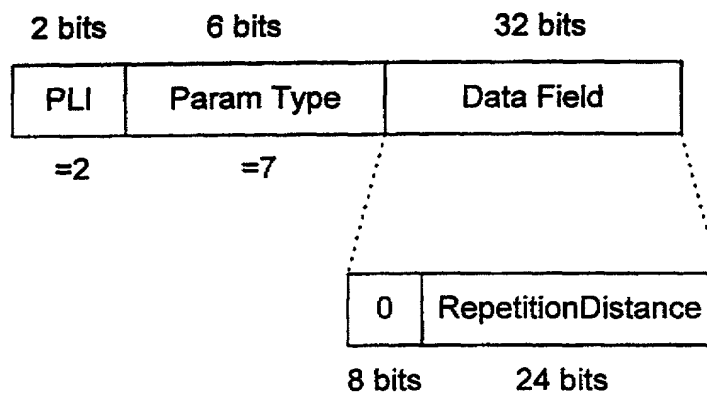 2 bits 6 bits 32 bits
PLI Param Type Data Field
=2 =7
0 RepetitionDistance
8 bits 24 bits